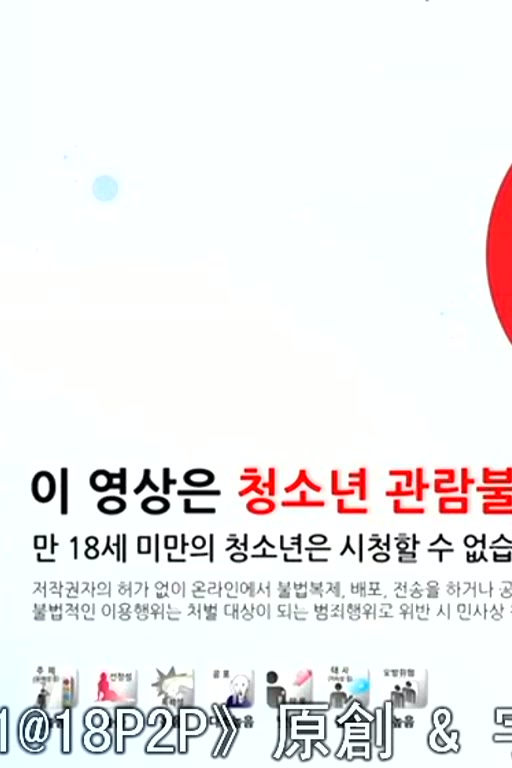 이 영상은 청소년 관람불
만 18세 미만의 청소년은 시청할 수 없습
저작권자의 허가 없이 온라인에서 불법복제, 배포, 전송을 하거나 공
불법적인 이용행위는 처벌 대상이 되는 범죄행위로 위반 시 민사상
주 제 선정성 공 포 대 사 모방위험
1@18P2P》原創 &